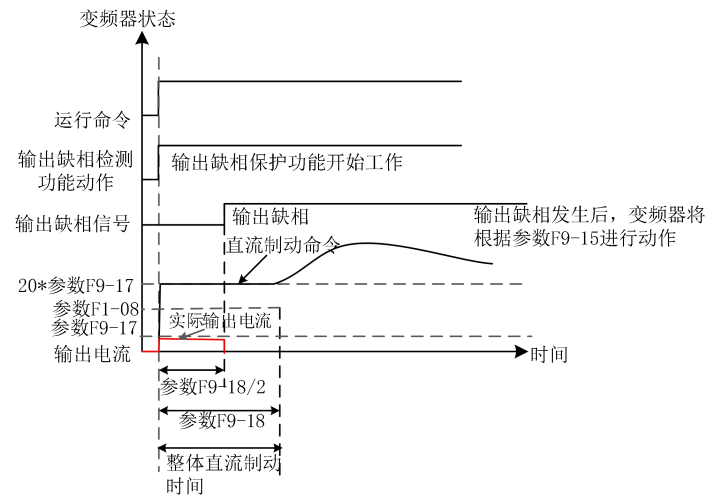 变频器状态
运行命令
输出缺相检测
功能动作
输出缺相保护功能开始工作
输出缺相信号
输出缺相
输出缺相发生后，变频器将
根据参数F9-15进行动作
直流制动命令
20*参数F9-17
参数F1-08
参数F9-17
实际输出电流
输出电流
时间
参数F9-18/2
参数F9-18
整体直流制动
时间